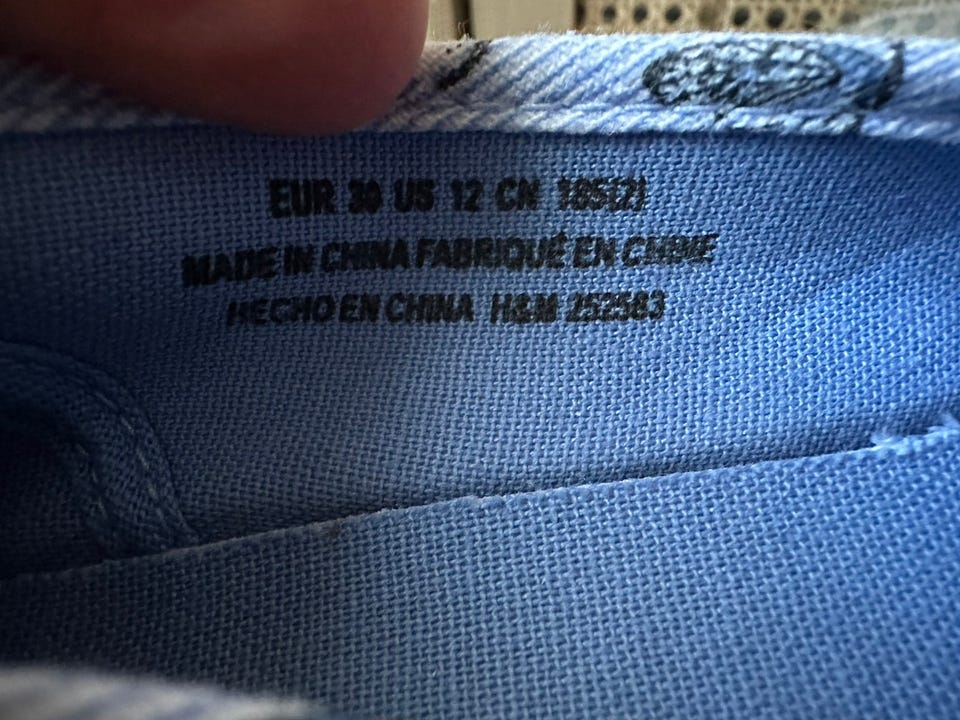 EUR 30 US 12 CN 185(2)
MADE IN CHINA FABRIQUÉ EN CHINE
HECHO EN CHINA H&M 252583